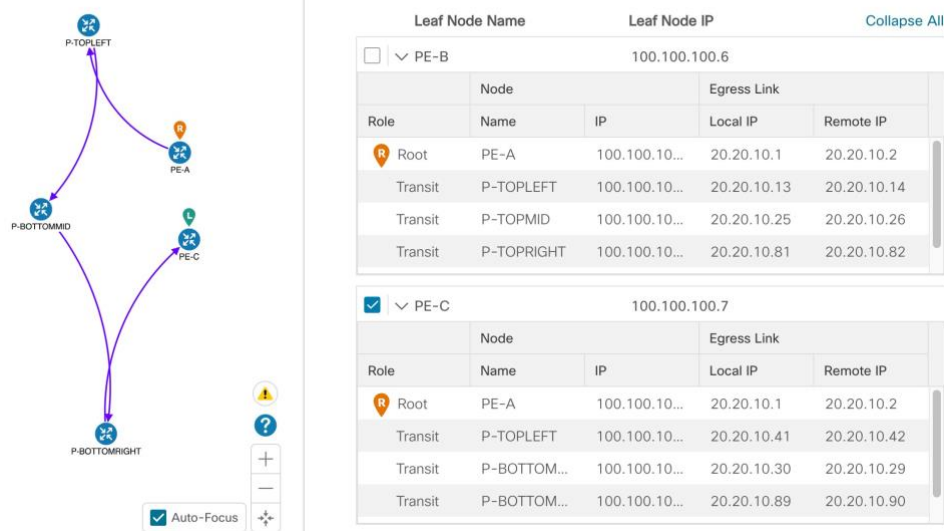 P-TOPLEFT
R
PE-A
P-BOTTOMMID
L
PE-C
P-BOTTOMRIGHT
?
Auto-Focus
Leaf Node Name Leaf Node IP Collapse All
PE-B 100.100.100.6
Node Egress Link
Role Name IP Local IP Remote IP
R Root PE-A 100.100.10... 20.20.10.1 20.20.10.2
Transit P-TOPLEFT 100.100.10... 20.20.10.13 20.20.10.14
Transit P-TOPMID 100.100.10... 20.20.10.25 20.20.10.26
Transit P-TOPRIGHT 100.100.10... 20.20.10.81 20.20.10.82
PE-C 100.100.100.7
Node Egress Link
Role Name IP Local IP Remote IP
R Root PE-A 100.100.10... 20.20.10.1 20.20.10.2
Transit P-TOPLEFT 100.100.10... 20.20.10.41 20.20.10.42
Transit P-BOTTOM... 100.100.10... 20.20.10.30 20.20.10.29
Transit P-BOTTOM... 100.100.10... 20.20.10.89 20.20.10.90